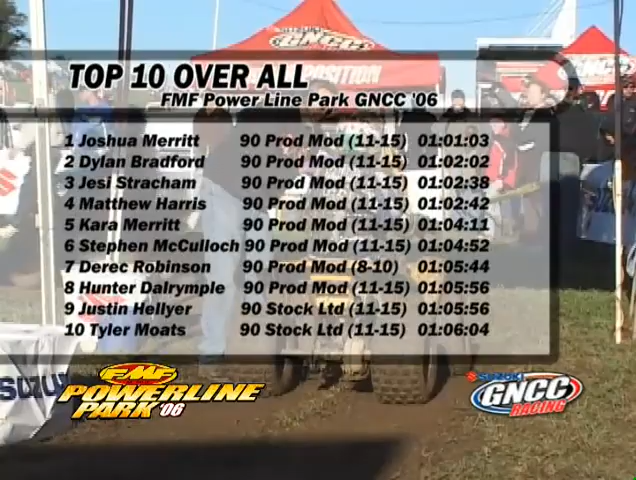 GNCC
POSITION
TOP 10 OVER ALL
FMF Power Line Park GNCC '06
1 Joshua Merritt 90 Prod Mod (11-15) 01:01:03
2 Dylan Bradford 90 Prod Mod (11-15) 01:02:02
3 Jesi Stracham 90 Prod Mod (11-15) 01:02:38
4 Matthew Harris 90 Prod Mod (11-15) 01:02:42
5 Kara Merritt 90 Prod Mod (11-15) 01:04:11
6 Stephen McCulloch 90 Prod Mod (11-15) 01:04:52
7 Derec Robinson 90 Prod Mod (8-10) 01:05:44
8 Hunter Dalrymple 90 Prod Mod (11-15) 01:05:56
9 Justin Hellyer 90 Stock Ltd (11-15) 01:05:56
10 Tyler Moats 90 Stock Ltd (11-15) 01:06:04
SUZUKI
FMF
POWERLINE
PARK '06
SUZUKI
GNCC
RACING